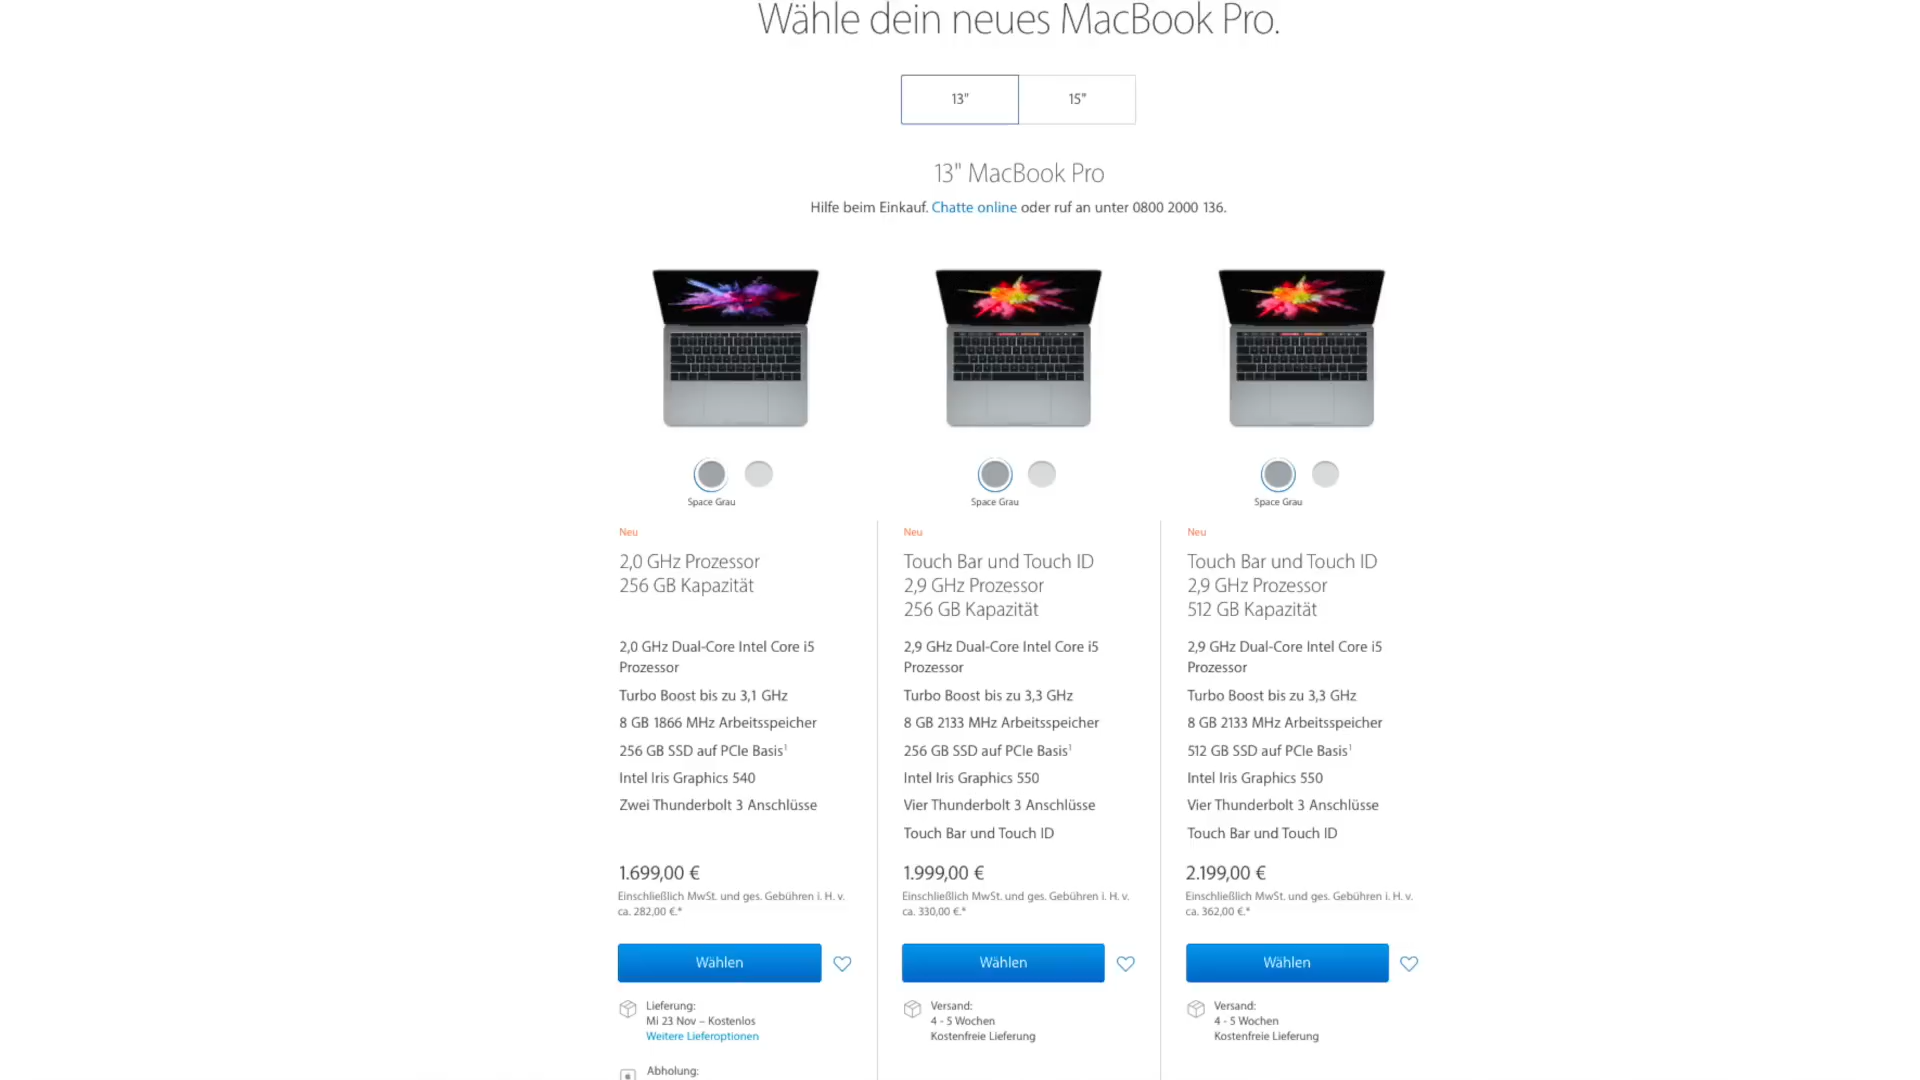 Wähle dein neues MacBook Pro.
13"
15"
13" MacBook Pro
Hilfe beim Einkauf. Chatte online oder ruf an unter 0800 2000 136.
Space Grau
Space Grau
Space Grau
Neu
2,0 GHz Prozessor
256 GB Kapazität
2,0 GHz Dual-Core Intel Core i5
Prozessor
Turbo Boost bis zu 3,1 GHz
8 GB 1866 MHz Arbeitsspeicher
256 GB SSD auf PCIe Basis¹
Intel Iris Graphics 540
Zwei Thunderbolt 3 Anschlüsse
1.699,00 €
Einschließlich MwSt. und ges. Gebühren i. H. v.
ca. 282,00 €.*
Wählen
Lieferung:
Mi 23 Nov – Kostenlos
Weitere Lieferoptionen
Abholung:
Neu
Touch Bar und Touch ID
2,9 GHz Prozessor
256 GB Kapazität
2,9 GHz Dual-Core Intel Core i5
Prozessor
Turbo Boost bis zu 3,3 GHz
8 GB 2133 MHz Arbeitsspeicher
256 GB SSD auf PCIe Basis¹
Intel Iris Graphics 550
Vier Thunderbolt 3 Anschlüsse
Touch Bar und Touch ID
1.999,00 €
Einschließlich MwSt. und ges. Gebühren i. H. v.
ca. 330,00 €.*
Wählen
Versand:
4 - 5 Wochen
Kostenfreie Lieferung
Neu
Touch Bar und Touch ID
2,9 GHz Prozessor
512 GB Kapazität
2,9 GHz Dual-Core Intel Core i5
Prozessor
Turbo Boost bis zu 3,3 GHz
8 GB 2133 MHz Arbeitsspeicher
512 GB SSD auf PCIe Basis¹
Intel Iris Graphics 550
Vier Thunderbolt 3 Anschlüsse
Touch Bar und Touch ID
2.199,00 €
Einschließlich MwSt. und ges. Gebühren i. H. v.
ca. 362,00 €.*
Wählen
Versand:
4 - 5 Wochen
Kostenfreie Lieferung